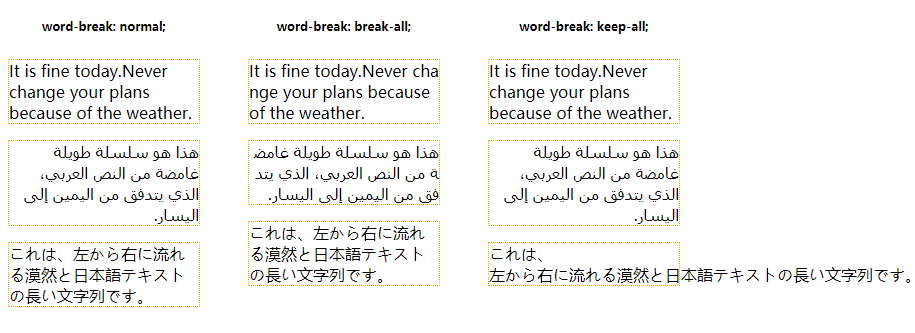 word-break: normal;
It is fine today.Never
change your plans
because of the weather.
هذا هو سلسلة طويلة
غامضة من النص العربي،
الذي يتدفق من اليمين إلى
اليسار.
これは、左から右に流れ
る漠然と日本語テキスト
の長い文字列です。
word-break: break-all;
It is fine today.Never cha
nge your plans because
of the weather.
هذا هو سلسلة طويلة غامض
ة من النص العربي، الذي يتد
فق من اليمين إلى اليسار.
これは、左から右に流れ
る漠然と日本語テキスト
の長い文字列です。
word-break: keep-all;
It is fine today.Never
change your plans
because of the weather.
هذا هو سلسلة طويلة
غامضة من النص العربي،
الذي يتدفق من اليمين إلى
اليسار.
これは、
左から右に流れる漠然と日本語テキストの長い文字列です。